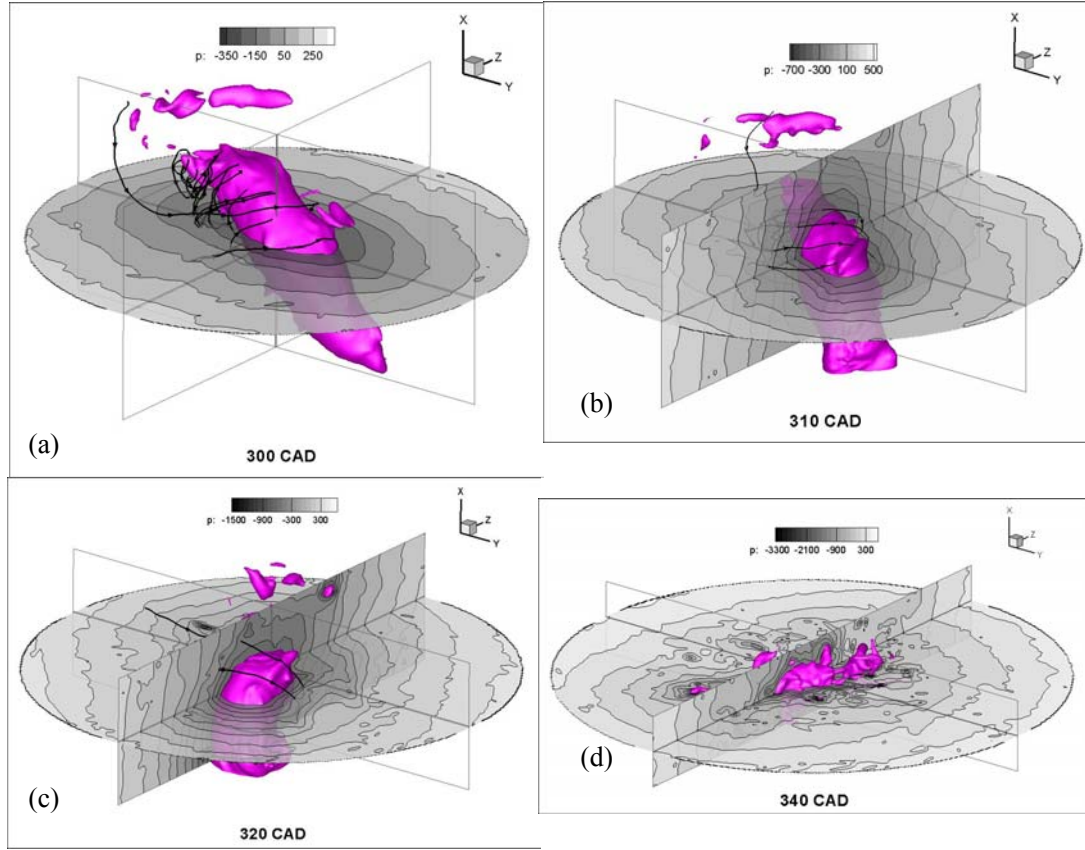 X
Z
Y
p: -350 -150 50 250
(a)
300 CAD
X
Z
Y
p: -700 -300 100 500
(b)
310 CAD
X
Z
Y
p: -1500 -900 -300 300
(c)
320 CAD
X
Z
Y
p: -3300 -2100 -900 300
(d)
340 CAD